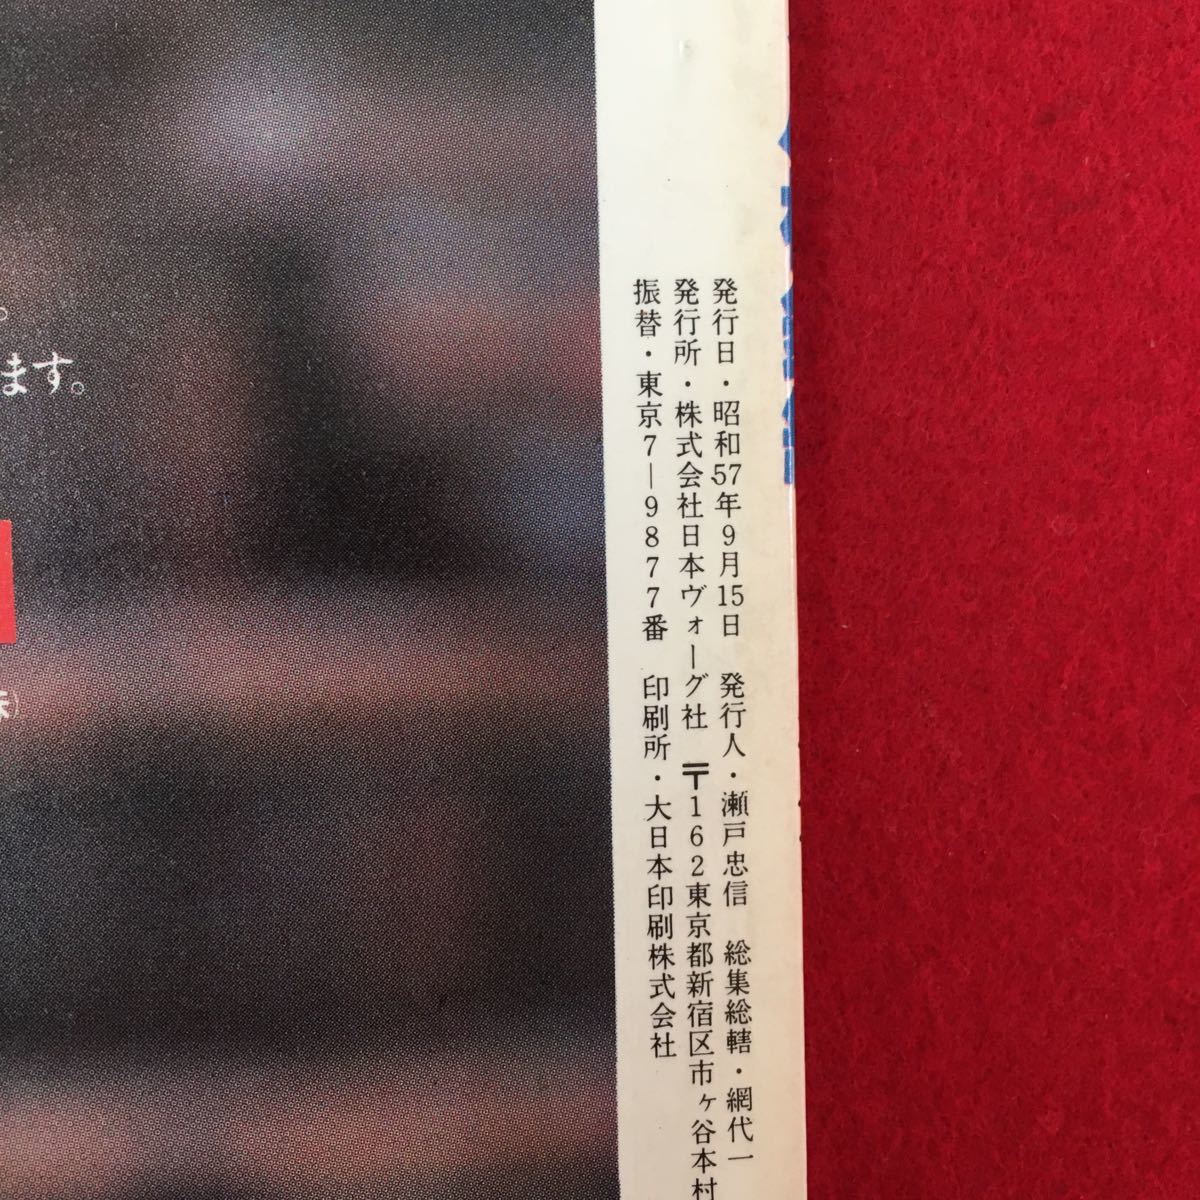 発行日・昭和57年9月15日　発行人・瀬戸忠信　総集総轄・網代一
発行所・株式会社日本ヴォーグ社　〒162東京都新宿区市ヶ谷本村
振替・東京7―9877番　印刷所・大日本印刷株式会社
。
ます。